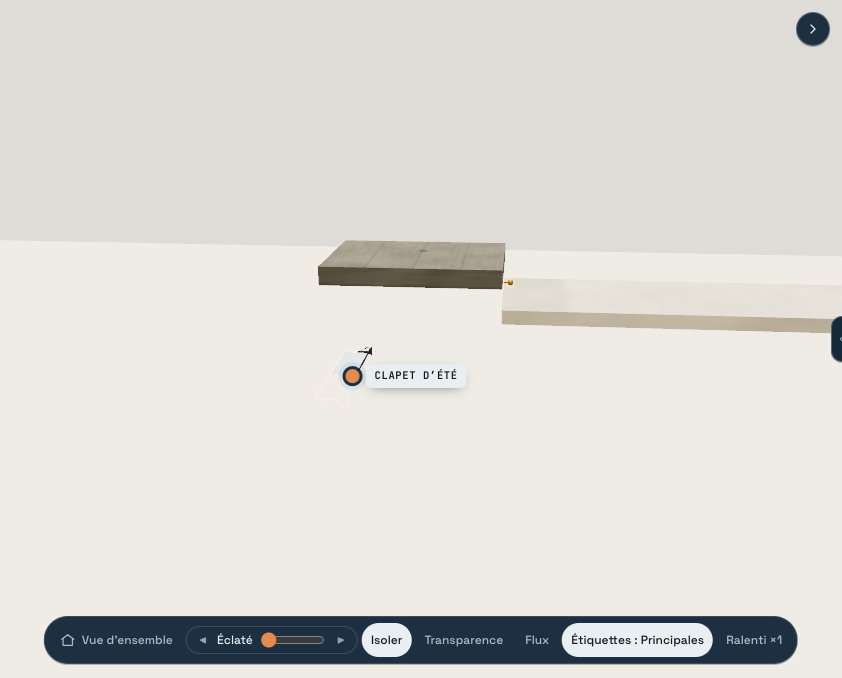 CLAPET D’ÉTÉ
Vue d’ensemble
Éclaté
Isoler
Transparence
Flux
Étiquettes : Principales
Ralenti ×1